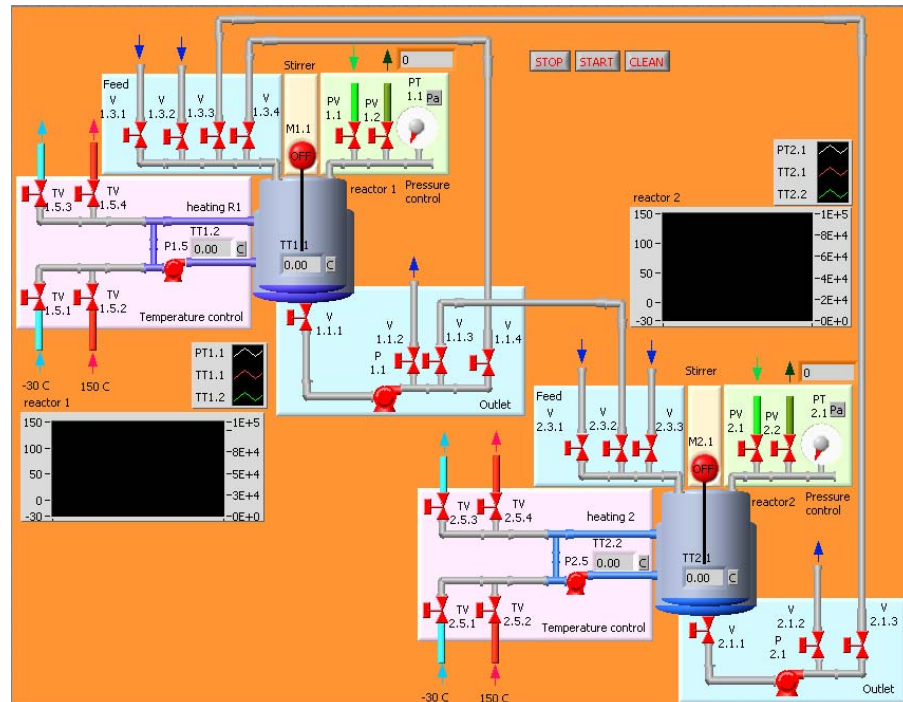 STOP START CLEAN
Feed
V
1.3.1
V
1.3.2
V
1.3.3
V
1.3.4
Stirrer
M1.1
OFF
PV
1.1
PV
1.2
0
PT
1.1
Pa
reactor 1
Pressure
control
TV
1.5.3
TV
1.5.4
heating R1
TT1.2
0.00 C
P1.5
TV
1.5.1
TV
1.5.2
Temperature control
-30 C
150 C
TT1.1
0.00 C
V
1.1.1
V
1.1.2
P
1.1
V
1.1.3
V
1.1.4
Outlet
PT1.1
TT1.1
TT1.2
reactor 1
150
100
50
0
-30
-1E+5
-8E+4
-5E+4
-3E+4
-0E+0
PT2.1
TT2.1
TT2.2
reactor 2
150
100
50
0
-30
-1E+5
-8E+4
-6E+4
-4E+4
-2E+4
-0E+0
Feed
V
2.3.1
V
2.3.2
V
2.3.3
Stirrer
M2.1
OFF
PV
2.1
PV
2.2
0
PT
2.1
Pa
reactor2
Pressure
control
TV
2.5.3
TV
2.5.4
heating 2
TT2.2
0.00 C
P2.5
TV
2.5.1
TV
2.5.2
Temperature control
-30 C
150 C
TT2.1
0.00 C
V
2.1.1
V
2.1.2
P
2.1
V
2.1.3
Outlet